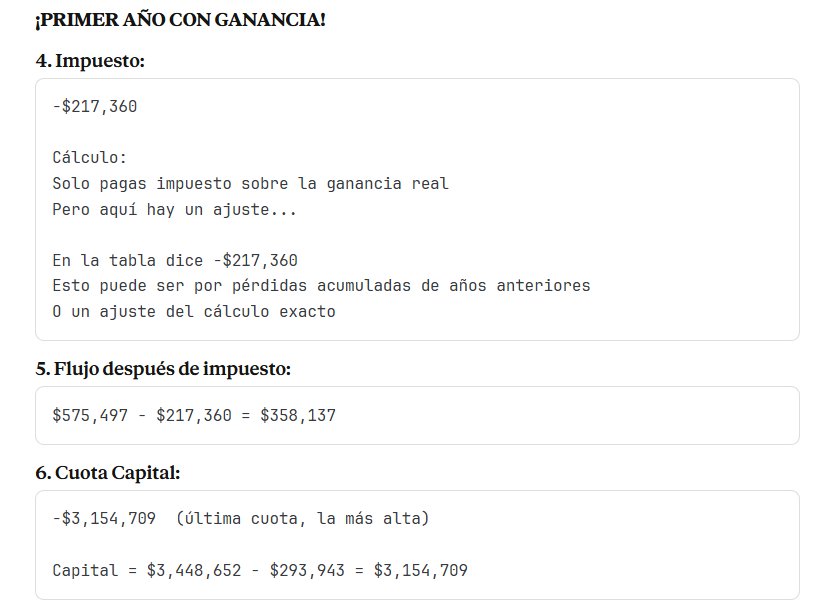 ¡PRIMER AÑO CON GANANCIA!
4. Impuesto:
-$217,360
Cálculo:
Solo pagas impuesto sobre la ganancia real
Pero aquí hay un ajuste...
En la tabla dice -$217,360
Esto puede ser por pérdidas acumuladas de años anteriores
O un ajuste del cálculo exacto
5. Flujo después de impuesto:
$575,497 - $217,360 = $358,137
6. Cuota Capital:
-$3,154,709  (última cuota, la más alta)
Capital = $3,448,652 - $293,943 = $3,154,709